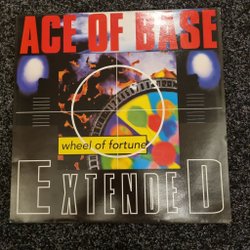 ACE OF BASE
wheel of fortune
EXTENDED